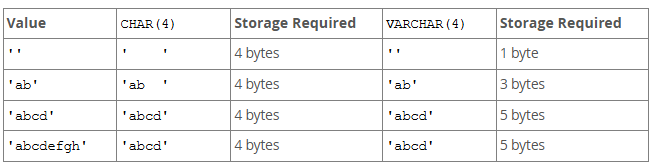 Value CHAR(4) Storage Required VARCHAR(4) Storage Required
'' '    ' 4 bytes '' 1 byte
'ab' 'ab  ' 4 bytes 'ab' 3 bytes
'abcd' 'abcd' 4 bytes 'abcd' 5 bytes
'abcdefgh' 'abcd' 4 bytes 'abcd' 5 bytes